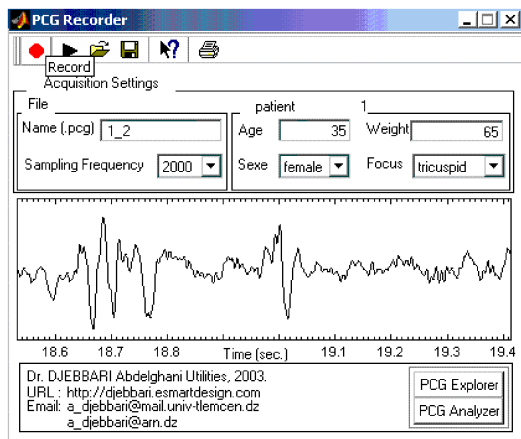 PCG Recorder
Record
Acquisition Settings
File
Name (.pcg) 1_2
Sampling Frequency 2000
patient 1
Age 35 Weight 65
Sexe female Focus tricuspid
18.6 18.7 18.8 Time (sec.) 19.1 19.2 19.3 19.4
Dr. DJEBBARI Abdelghani Utilities, 2003.
URL : http://djebbari.esmartdesign.com
Email: a_djebbari@mail.univ-tlemcen.dz
a_djebbari@arn.dz
PCG Explorer
PCG Analyzer